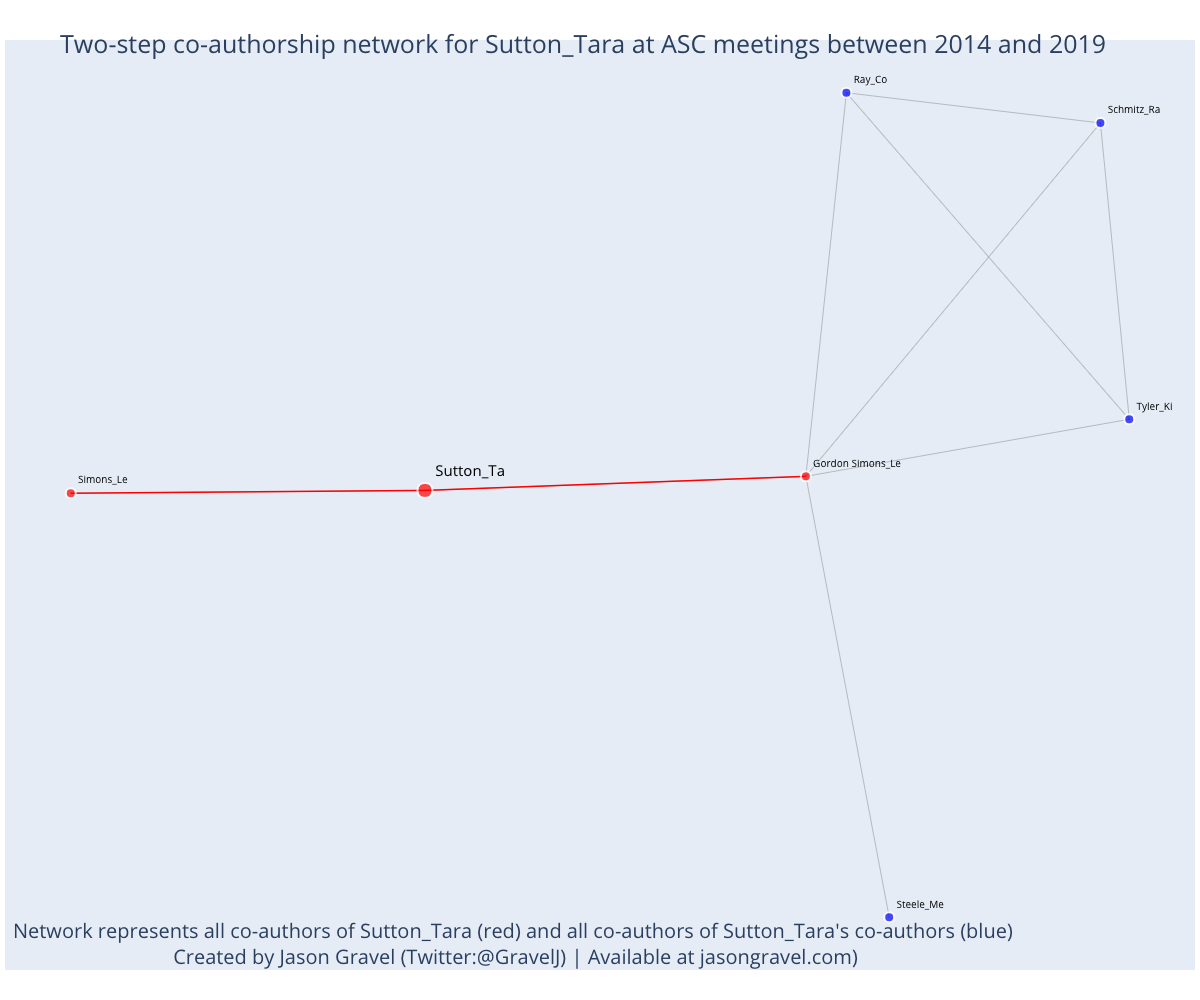 Two-step co-authorship network for Sutton_Tara at ASC meetings between 2014 and 2019
Ray_Co
Schmitz_Ra
Tyler_Ki
Gordon Simons_Le
Sutton_Ta
Simons_Le
Steele_Me
Network represents all co-authors of Sutton_Tara (red) and all co-authors of Sutton_Tara's co-authors (blue)
Created by Jason Gravel (Twitter:@GravelJ) | Available at jasongravel.com)